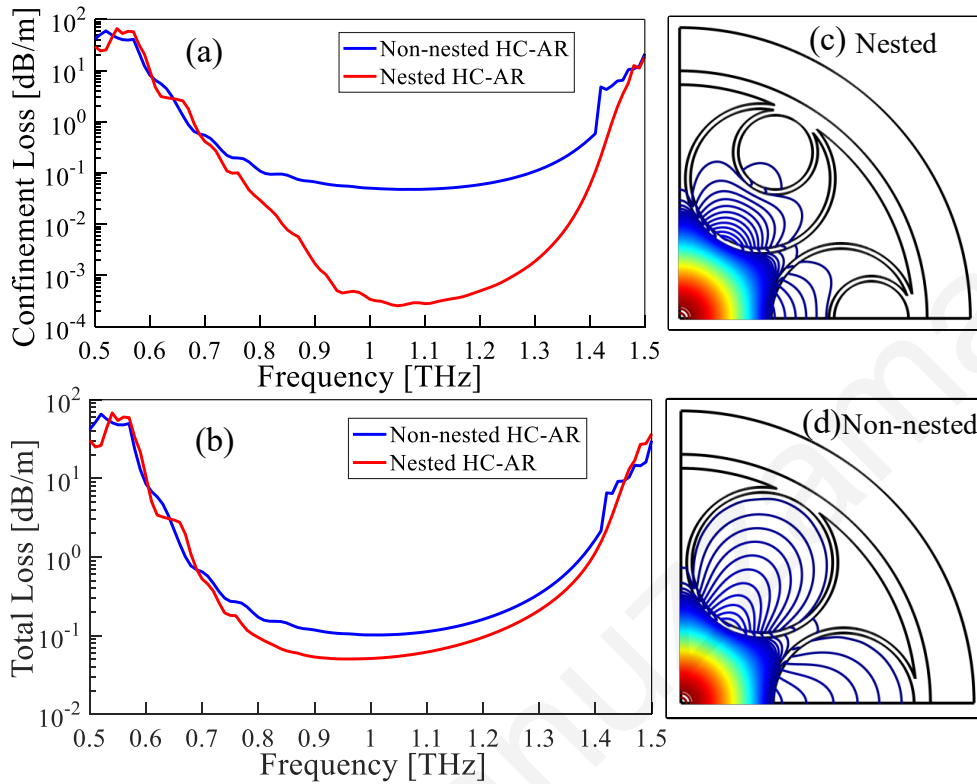 Confinement Loss [dB/m]
10^2
10^1
10^0
10^-1
10^-2
10^-3
10^-4
(a)
Non-nested HC-AR
Nested HC-AR
0.5 0.6 0.7 0.8 0.9 1 1.1 1.2 1.3 1.4 1.5
Frequency [THz]
(c) Nested
Total Loss [dB/m]
10^2
10^1
10^0
10^-1
10^-2
(b)
Non-nested HC-AR
Nested HC-AR
0.5 0.6 0.7 0.8 0.9 1 1.1 1.2 1.3 1.4 1.5
Frequency [THz]
(d) Non-nested